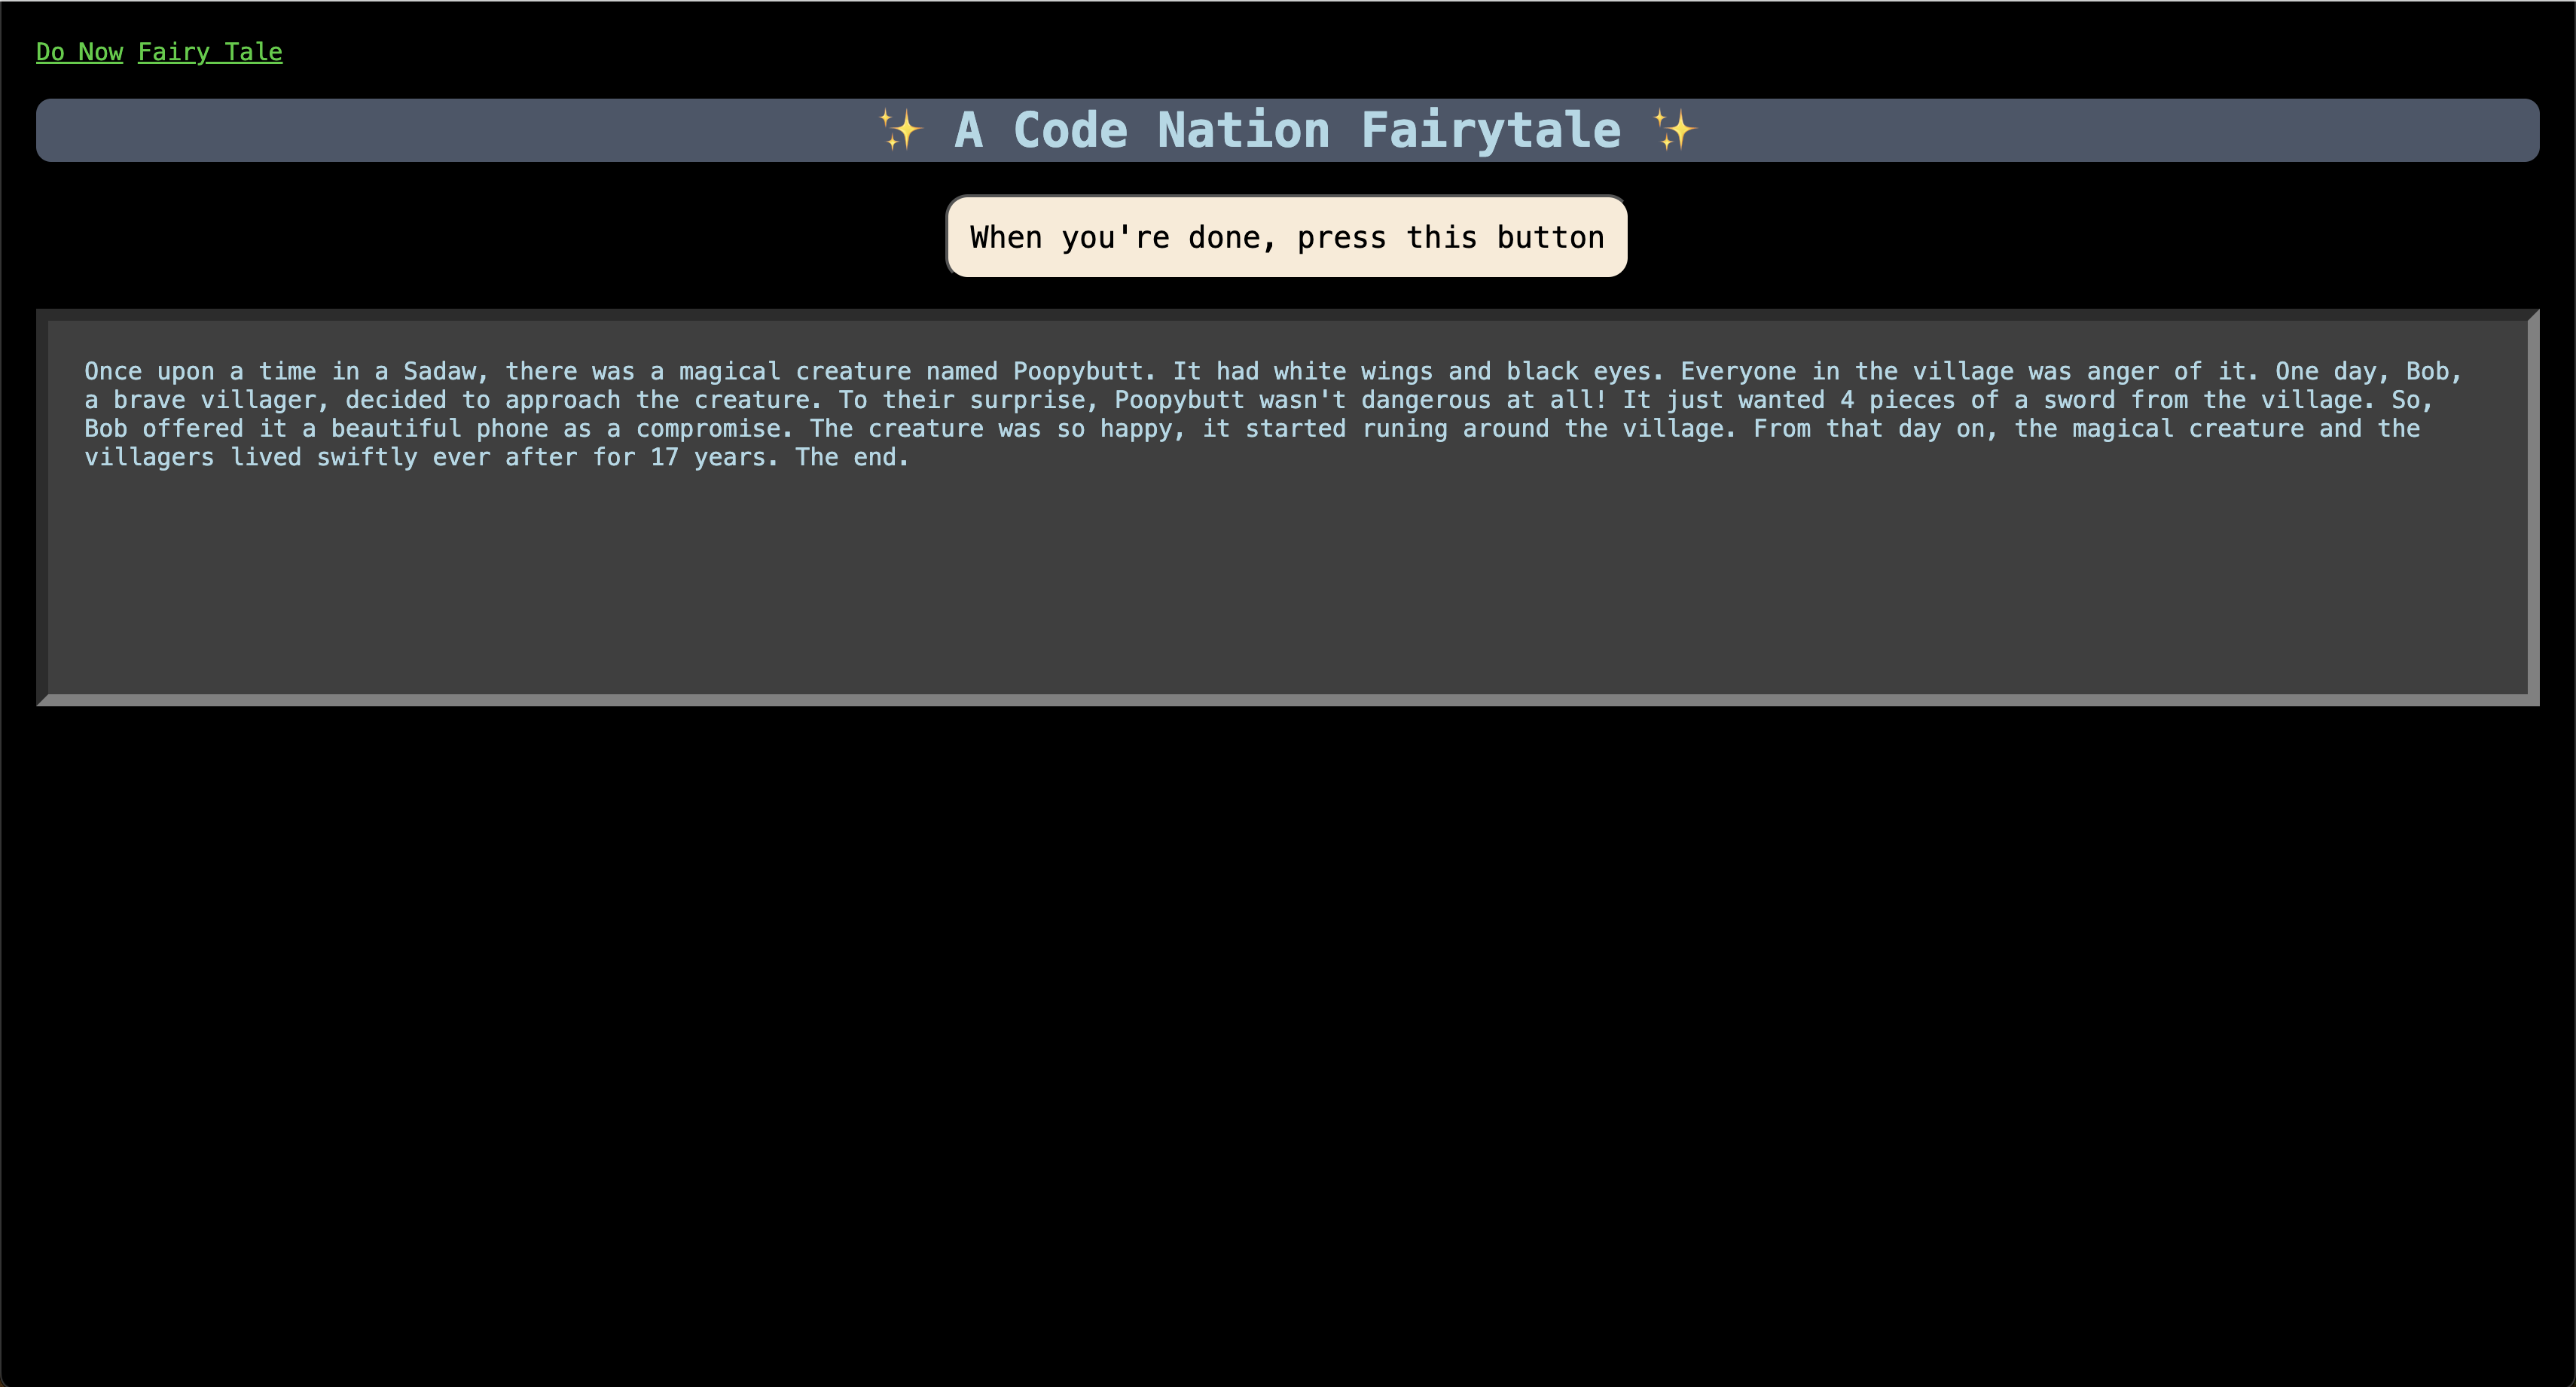 Do Now Fairy Tale
✨ A Code Nation Fairytale ✨
When you're done, press this button
Once upon a time in a Sadaw, there was a magical creature named Poopybutt. It had white wings and black eyes. Everyone in the village was anger of it. One day, Bob,
a brave villager, decided to approach the creature. To their surprise, Poopybutt wasn't dangerous at all! It just wanted 4 pieces of a sword from the village. So,
Bob offered it a beautiful phone as a compromise. The creature was so happy, it started runing around the village. From that day on, the magical creature and the
villagers lived swiftly ever after for 17 years. The end.